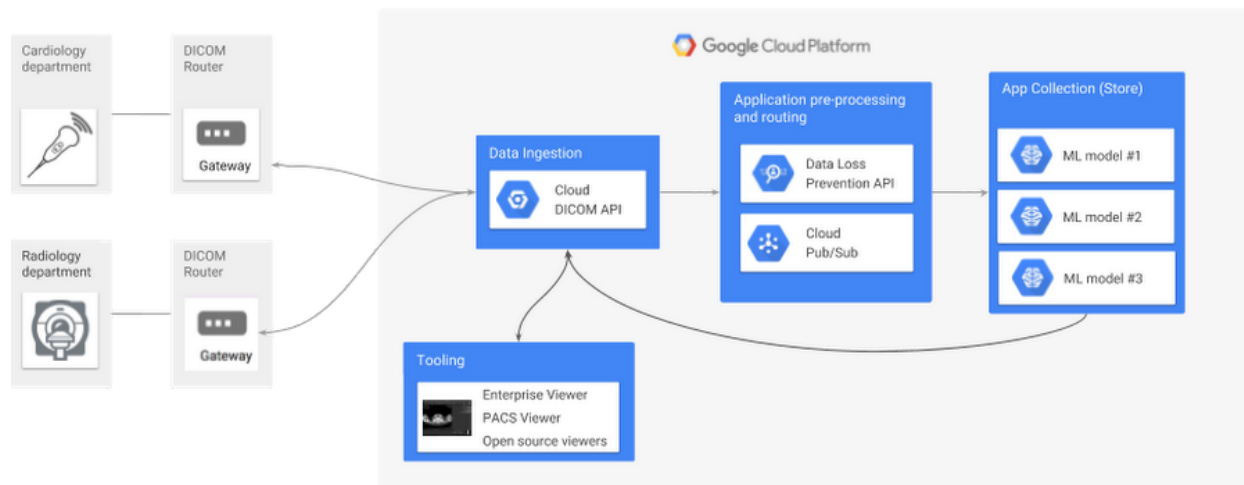 Google Cloud Platform
Cardiology
department
DICOM
Router
Gateway
Radiology
department
DICOM
Router
Gateway
Data Ingestion
Cloud
DICOM API
Application pre-processing
and routing
Data Loss
Prevention API
Cloud
Pub/Sub
App Collection (Store)
ML model #1
ML model #2
ML model #3
Tooling
Enterprise Viewer
PACS Viewer
Open source viewers